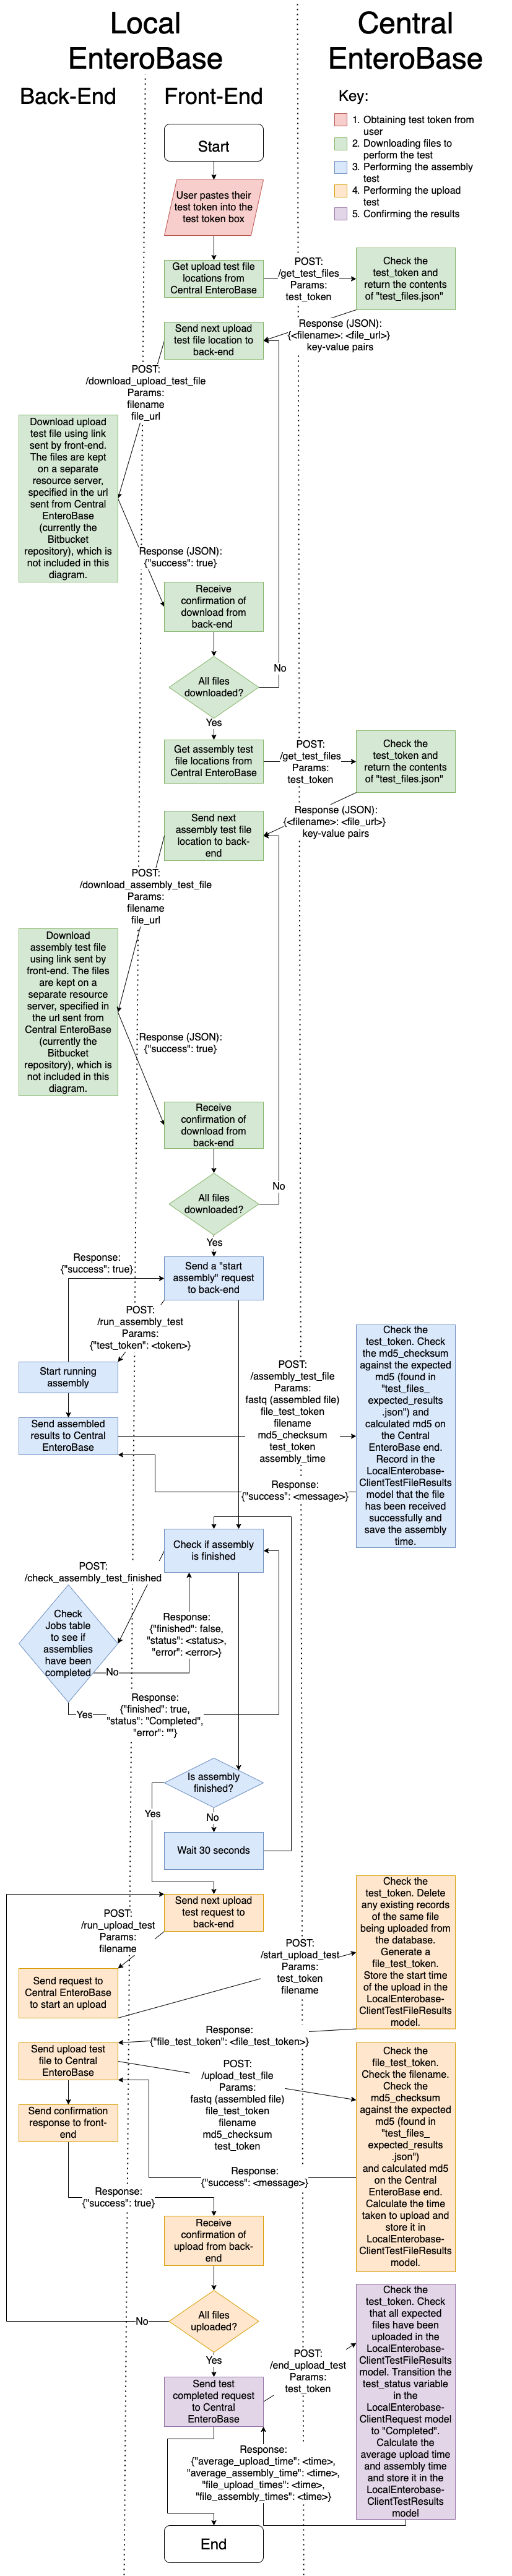 Local
EnteroBase
Central
EnteroBase
Back-End
Front-End
Key:
1. Obtaining test token from
user
2. Downloading files to
perform the test
3. Performing the assembly
test
4. Performing the upload
test
5. Confirming the results
Start
User pastes their
test token into the
test token box
Get upload test file
locations from
Central EnteroBase
POST:
/get_test_files
Params:
test_token
Check the
test_token and
return the contents
of "test_files.json"
Response (JSON):
{<filename>: <file_url>}
key-value pairs
Send next upload
test file location to
back-end
POST:
/download_upload_test_file
Params:
filename
file_url
Download upload
test file using link
sent by front-end.
The files are kept
on a separate
resource server,
specified in the url
sent from Central
EnteroBase
(currently the
Bitbucket
repository), which is
not included in this
diagram.
Response (JSON):
{"success": true}
Receive
confirmation of
download from
back-end
All files
downloaded?
No
Yes
Get assembly test
file locations from
Central EnteroBase
POST:
/get_test_files
Params:
test_token
Check the
test_token and
return the contents
of "test_files.json"
Response (JSON):
{<filename>: <file_url>}
key-value pairs
Send next
assembly test file
location to back-
end
POST:
/download_assembly_test_file
Params:
filename
file_url
Download
assembly test file
using link sent by
front-end. The files
are kept on a
separate resource
server, specified in
the url sent from
Central EnteroBase
(currently the
Bitbucket
repository), which is
not included in this
diagram.
Response (JSON):
{"success": true}
Receive
confirmation of
download from
back-end
All files
downloaded?
No
Yes
Send a "start
assembly" request
to back-end
Response:
{"success": true}
POST:
/run_assembly_test
Params:
{"test_token": <token>}
Start running
assembly
Send assembled
results to Central
EnteroBase
POST:
/assembly_test_file
Params:
fastq (assembled file)
file_test_token
filename
md5_checksum
test_token
assembly_time
Check the
test_token. Check
the md5_checksum
against the expected
md5 (found in
"test_files_
expected_results
.json") and
calculated md5 on
the Central
EnteroBase end.
Record in the
LocalEnterobase-
ClientTestFileResults
model that the file
has been received
successfully and
save the assembly
time.
Response:
{"success": <message>}
Check if assembly
is finished
POST:
/check_assembly_test_finished
Check
Jobs table
to see if
assemblies
have been
completed
Response:
{"finished": false,
"status": <status>,
"error": <error>}
No
Yes
Response:
{"finished": true,
"status": "Completed",
"error": ""}
Is assembly
finished?
Yes
No
Wait 30 seconds
Send next upload
test request to
back-end
POST:
/run_upload_test
Params:
filename
Send request to
Central EnteroBase
to start an upload
POST:
/start_upload_test
Params:
test_token
filename
Check the
test_token. Delete
any existing records
of the same file
being uploaded from
the database.
Generate a
file_test_token.
Store the start time
of the upload in the
LocalEnterobase-
ClientTestFileResults
model.
Response:
{"file_test_token": <file_test_token>}
Send upload test
file to Central
EnteroBase
POST:
/upload_test_file
Params:
fastq (assembled file)
file_test_token
filename
md5_checksum
test_token
Check the
file_test_token.
Check the filename.
Check the
md5_checksum
against the expected
md5 (found in
"test_files_
expected_results
.json")
and calculated md5
on the Central
EnteroBase end.
Calculate the time
taken to upload and
store it in
LocalEnterobase-
ClientTestFileResults
model.
Send confirmation
response to front-
end
Response:
{"success": <message>}
Response:
{"success": true}
Receive
confirmation of
upload from back-
end
All files
uploaded?
No
Yes
Send test
completed request
to Central
EnteroBase
POST:
/end_upload_test
Params:
test_token
Check the
test_token. Check
that all expected
files have been
uploaded in the
LocalEnterobase-
ClientTestFileResults
model. Transition the
test_status variable
in the
LocalEnterobase-
ClientRequest model
to "Completed".
Calculate the
average upload time
and assembly time
and store it in the
LocalEnterobase-
ClientTestResults
model
Response:
{"average_upload_time": <time>,
"average_assembly_time": <time>,
"file_upload_times": <time>,
"file_assembly_times": <time>}
End